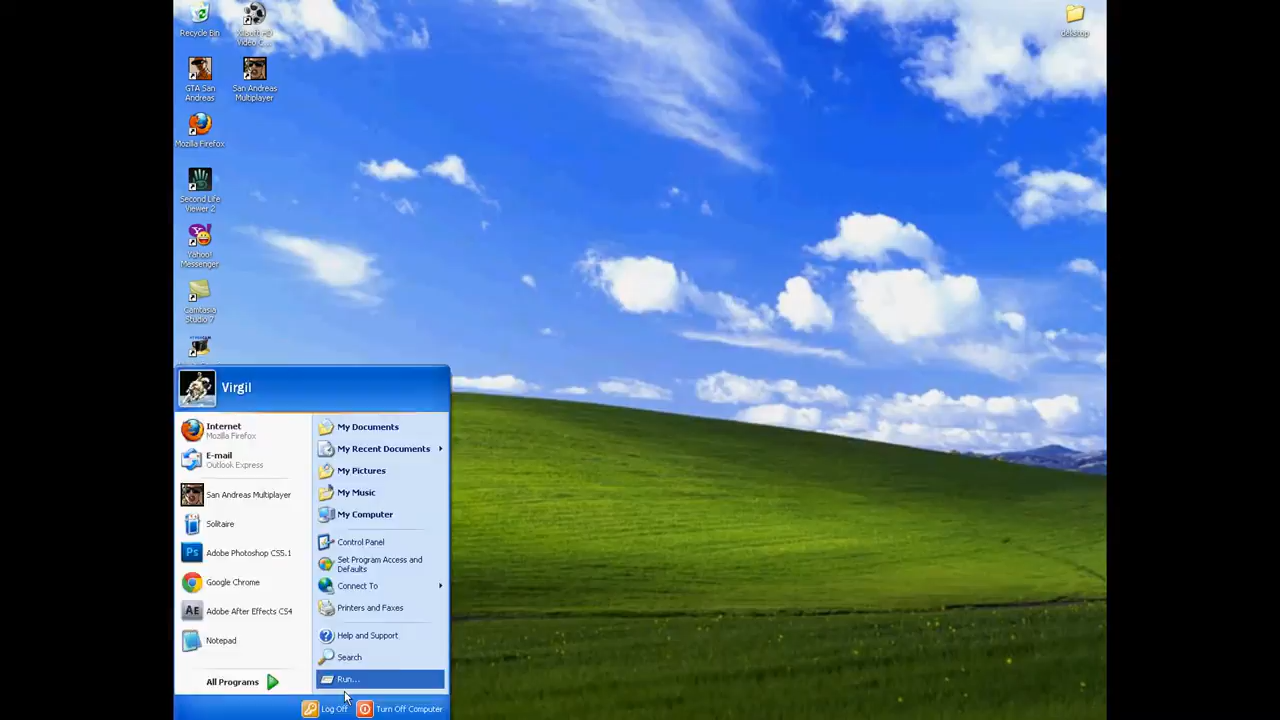 Recycle Bin
Xilisoft HD
Video C...
dekstop
GTA San
Andreas
San Andreas
Multiplayer
Mozilla Firefox
Second Life
Viewer 2
Yahoo!
Messenger
Camtasia
Studio 7
Virgil
Internet
Mozilla Firefox
E-mail
Outlook Express
San Andreas Multiplayer
Solitaire
Adobe Photoshop CS5.1
Google Chrome
Adobe After Effects CS4
Notepad
All Programs
My Documents
My Recent Documents
My Pictures
My Music
My Computer
Control Panel
Set Program Access and
Defaults
Connect To
Printers and Faxes
Help and Support
Search
Run...
Log Off
Turn Off Computer